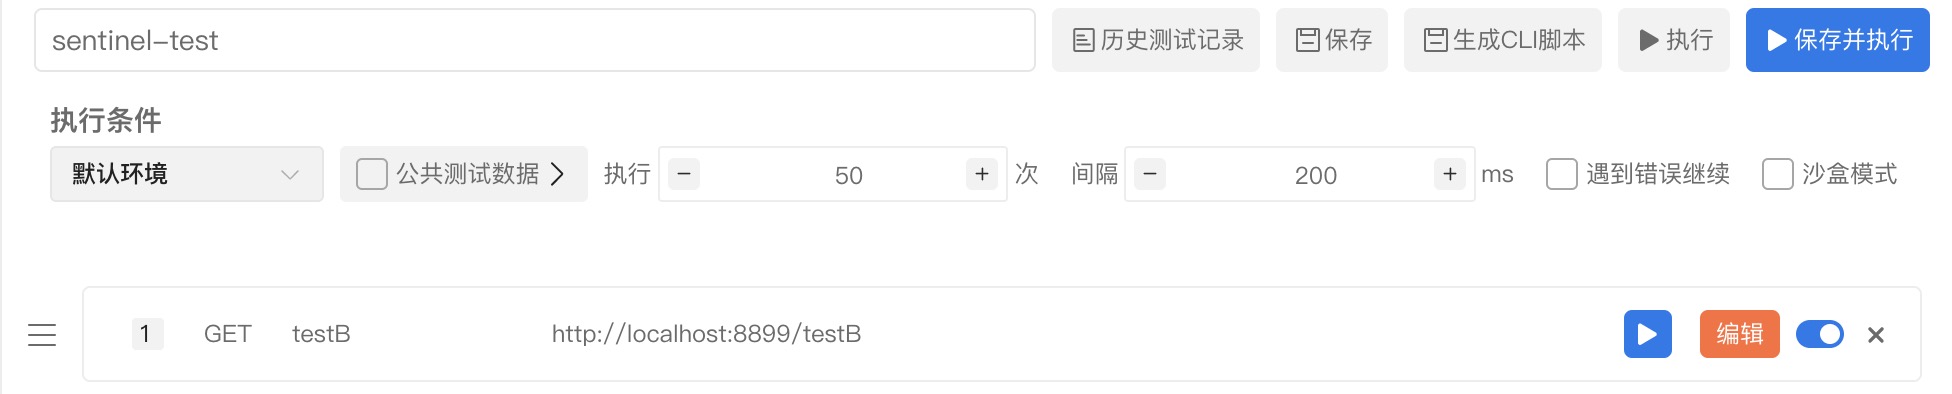 sentinel-test 历史测试记录 保存 生成CLI脚本 执行 保存并执行
执行条件
默认环境 公共测试数据 执行 - 50 + 次 间隔 - 200 + ms 遇到错误继续 沙盒模式
1 GET testB http://localhost:8899/testB 编辑